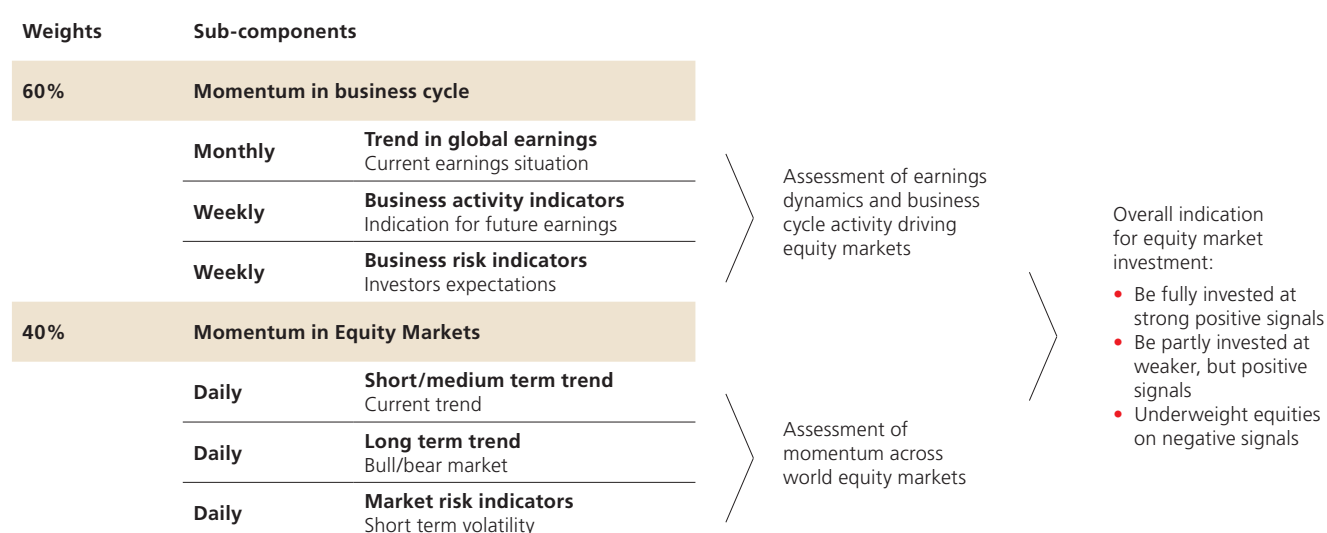 Weights Sub-components
60% Momentum in business cycle
Monthly Trend in global earnings
Current earnings situation
Weekly Business activity indicators
Indication for future earnings
Weekly Business risk indicators
Investors expectations
40% Momentum in Equity Markets
Daily Short/medium term trend
Current trend
Daily Long term trend
Bull/bear market
Daily Market risk indicators
Short term volatility
Assessment of earnings
dynamics and business
cycle activity driving
equity markets
Assessment of
momentum across
world equity markets
Overall indication
for equity market
investment:
• Be fully invested at
strong positive signals
• Be partly invested at
weaker, but positive
signals
• Underweight equities
on negative signals